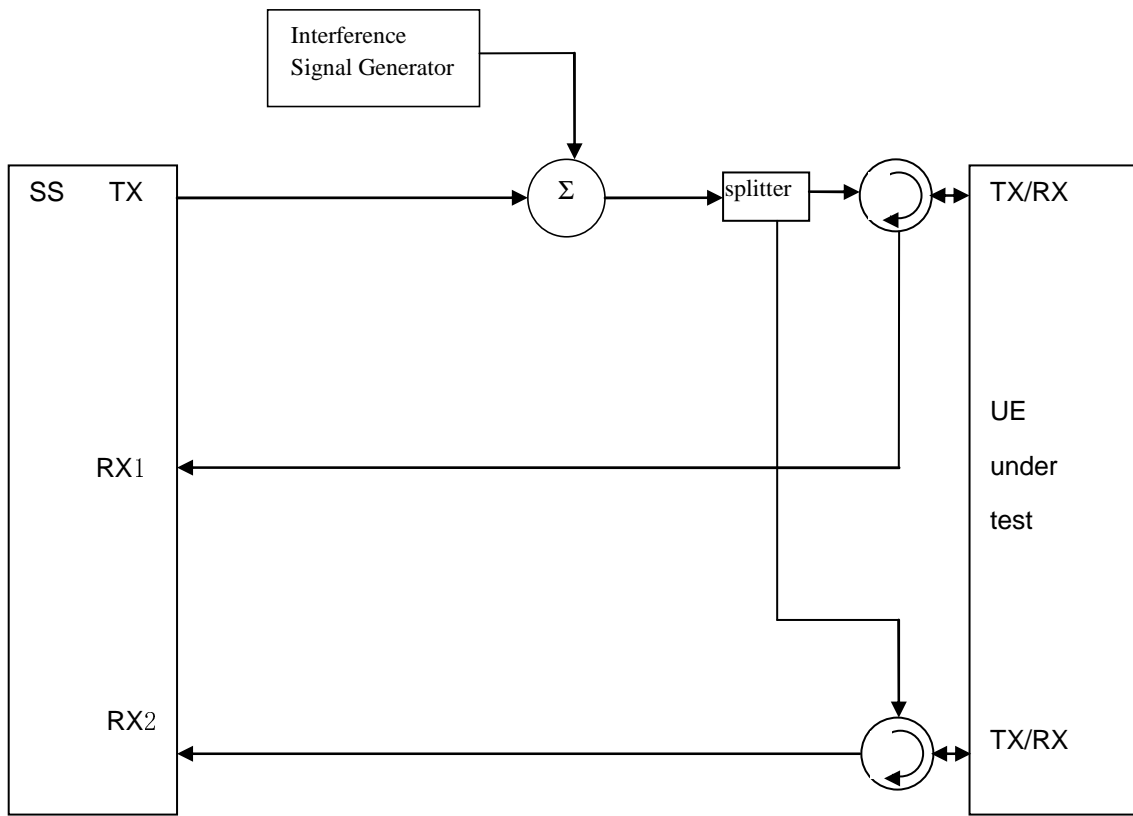 Interference
Signal Generator
SS TX
Σ
splitter
TX/RX
RX1
UE
under
test
RX2
TX/RX